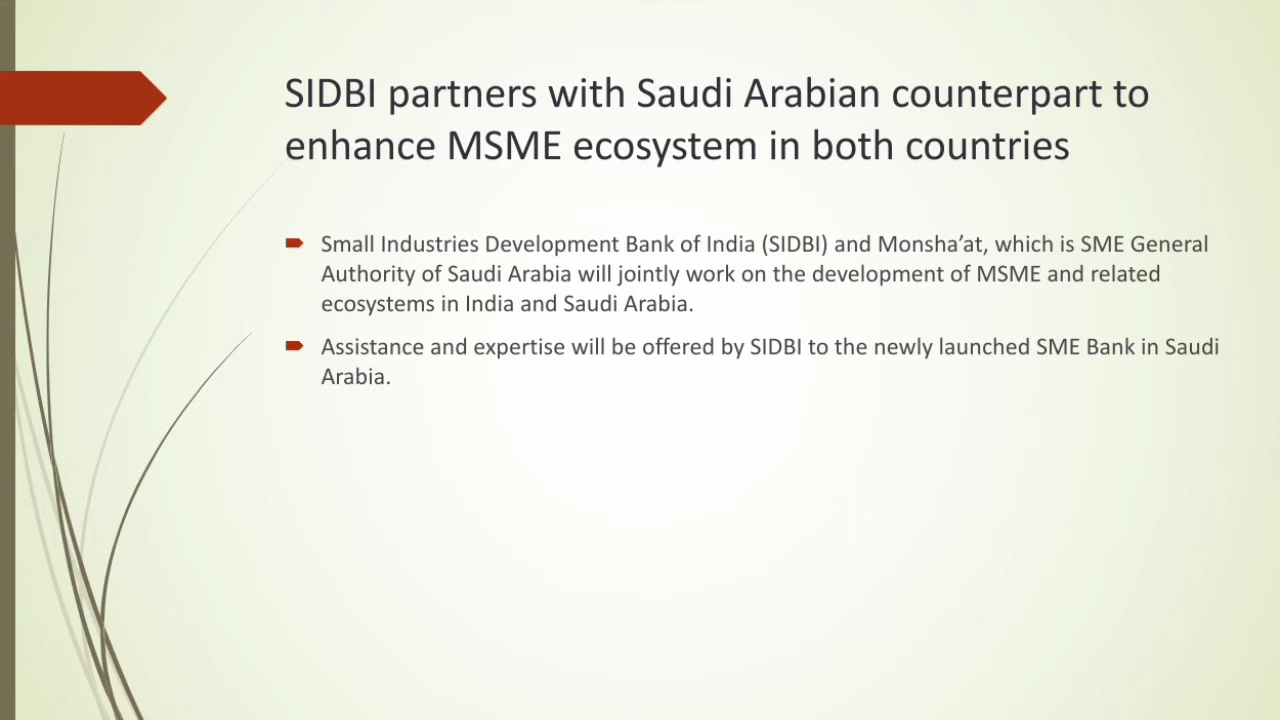 SIDBI partners with Saudi Arabian counterpart to
enhance MSME ecosystem in both countries
Small Industries Development Bank of India (SIDBI) and Monsha’at, which is SME General
Authority of Saudi Arabia will jointly work on the development of MSME and related
ecosystems in India and Saudi Arabia.
Assistance and expertise will be offered by SIDBI to the newly launched SME Bank in Saudi
Arabia.